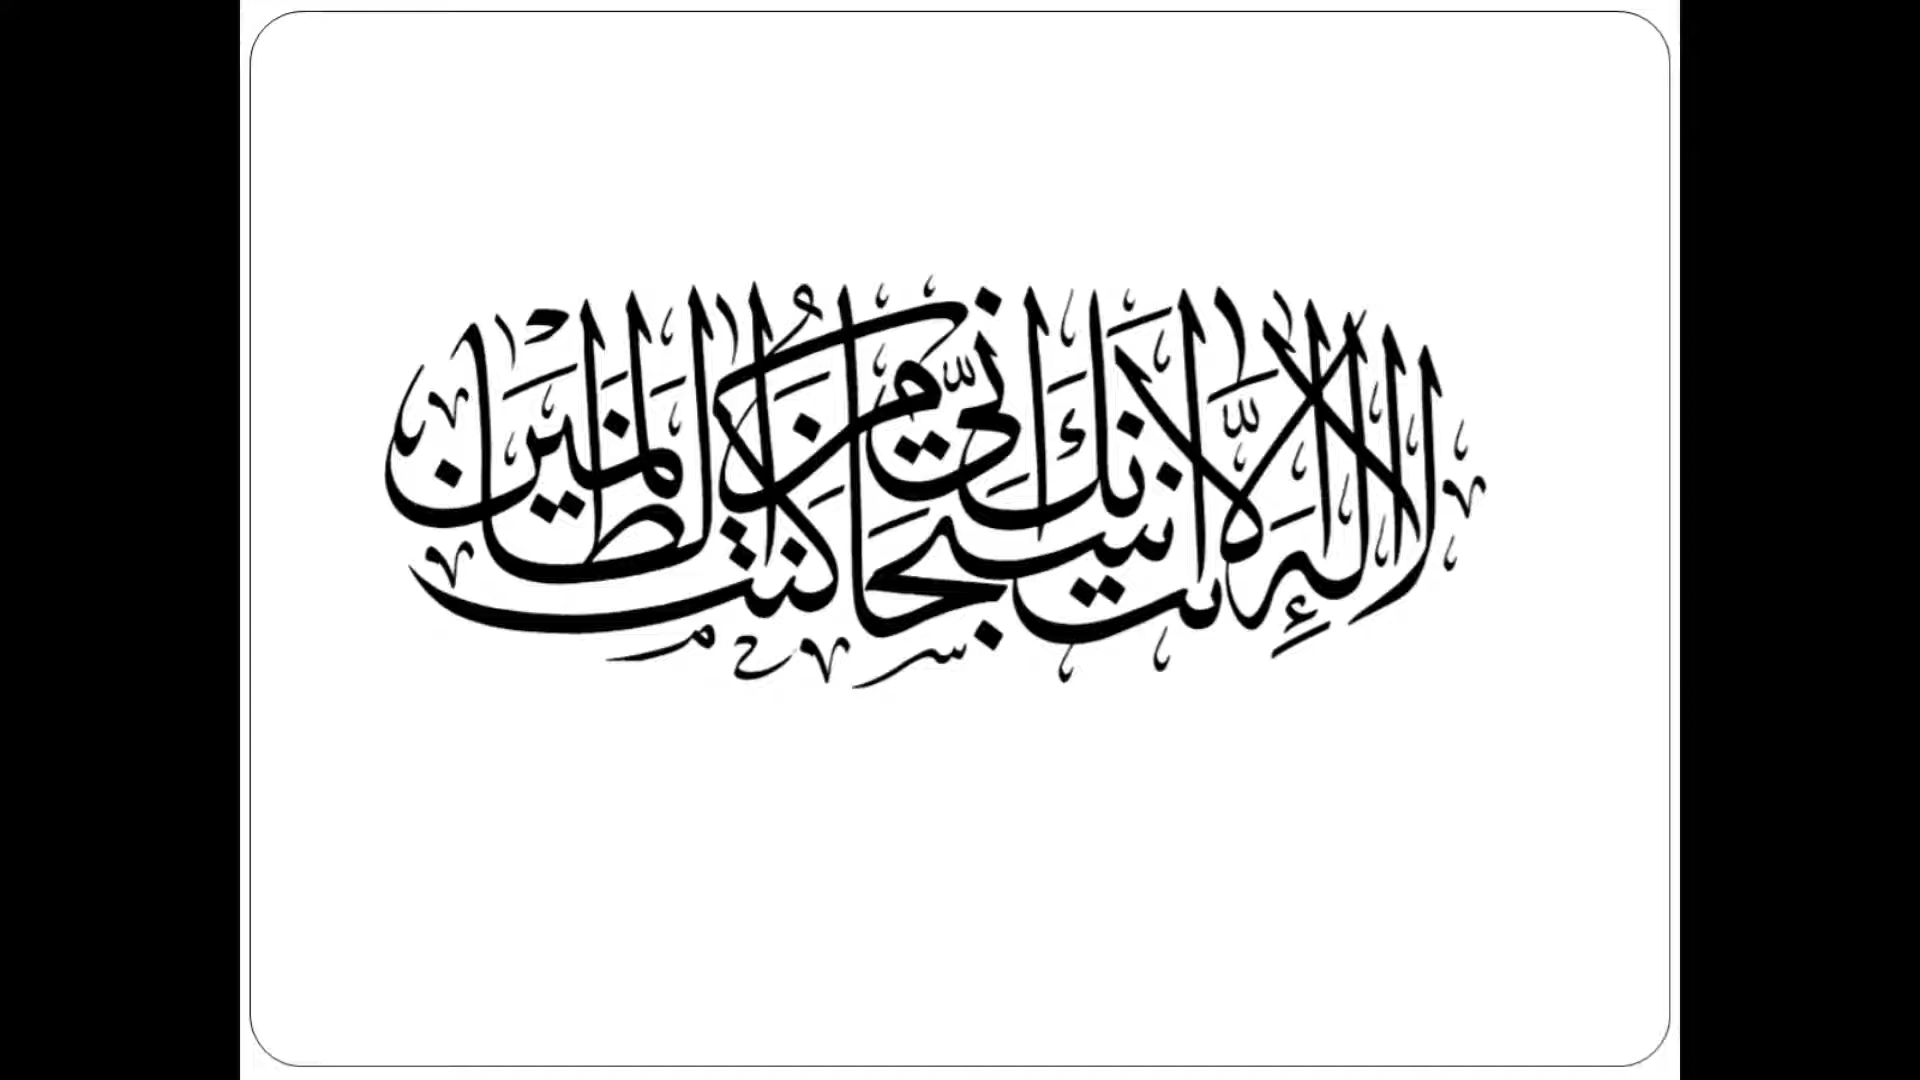 لا إله إلا أنت سبحانك إني كنت من الظالمين